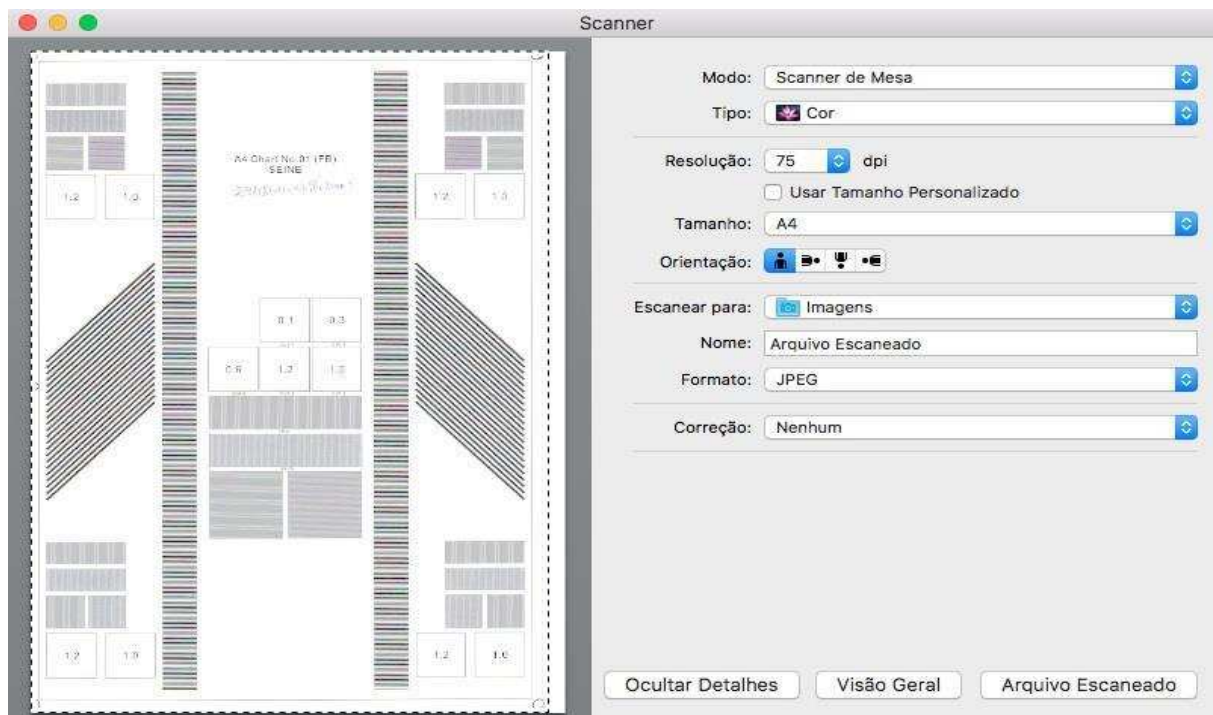 Scanner
A4 Chart No.01 (FB)
SEINE
1.2 1.0
1.2 1.0
0.1 0.3
0.6 1.2 1.0
1.2 1.0
1.2 1.0
Modo: Scanner de Mesa
Tipo: Cor
Resolução: 75 dpi
Usar Tamanho Personalizado
Tamanho: A4
Orientação:
Escanear para: Imagens
Nome: Arquivo Escaneado
Formato: JPEG
Correção: Nenhum
Ocultar Detalhes Visão Geral Arquivo Escaneado